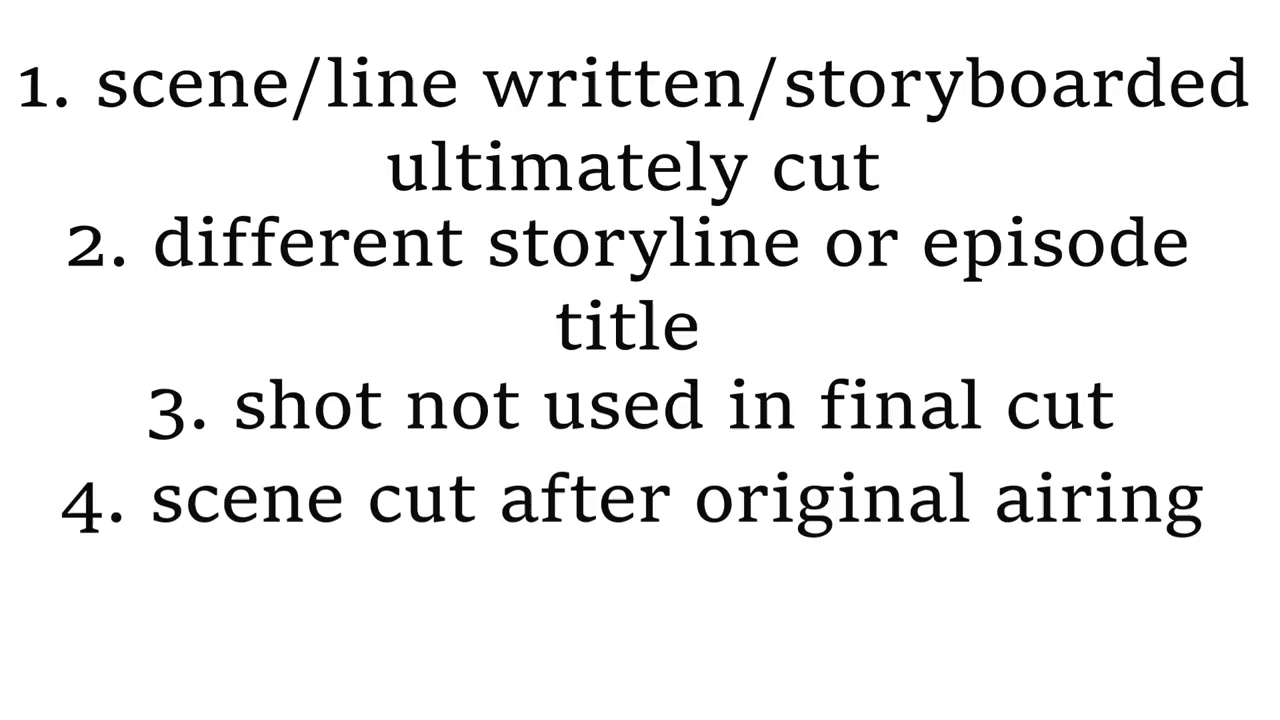 1. scene/line written/storyboarded
ultimately cut
2. different storyline or episode
title
3. shot not used in final cut
4. scene cut after original airing